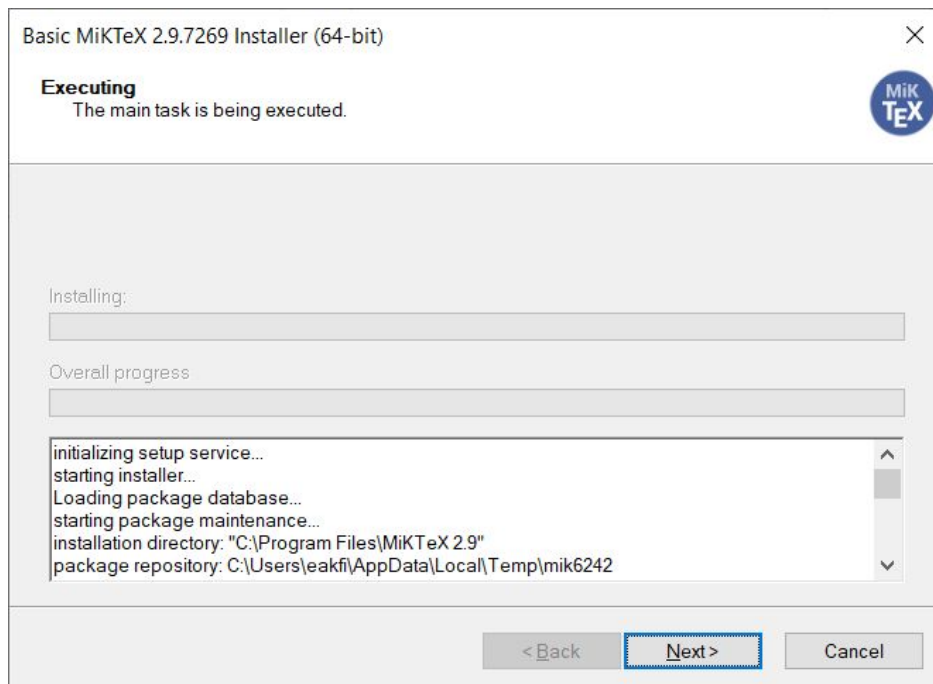 Basic MiKTeX 2.9.7269 Installer (64-bit)
Executing
The main task is being executed.
MiK
TEX
Installing:
Overall progress
initializing setup service...
starting installer...
Loading package database...
starting package maintenance...
installation directory: "C:\Program Files\MiKTeX 2.9"
package repository: C:\Users\eakfi\AppData\Local\Temp\mik6242
< Back Next > Cancel